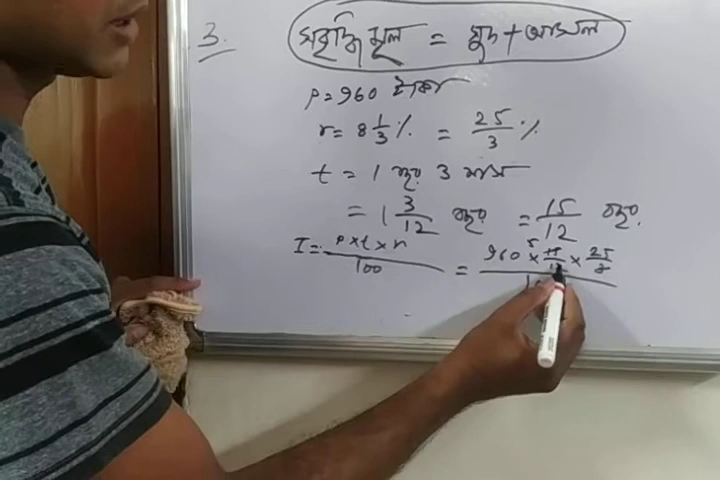 3.
সবৃদ্ধি মূল = সুদ + আসল
P = 960 টাকা
r = 8 1/3 % = 25/3 %
t = 1 বছর 3 মাস
= 1 3/12 বছর = 15/12 বছর.
I = P x t x r / 100 = 960 x 15/12 x 25/3
5